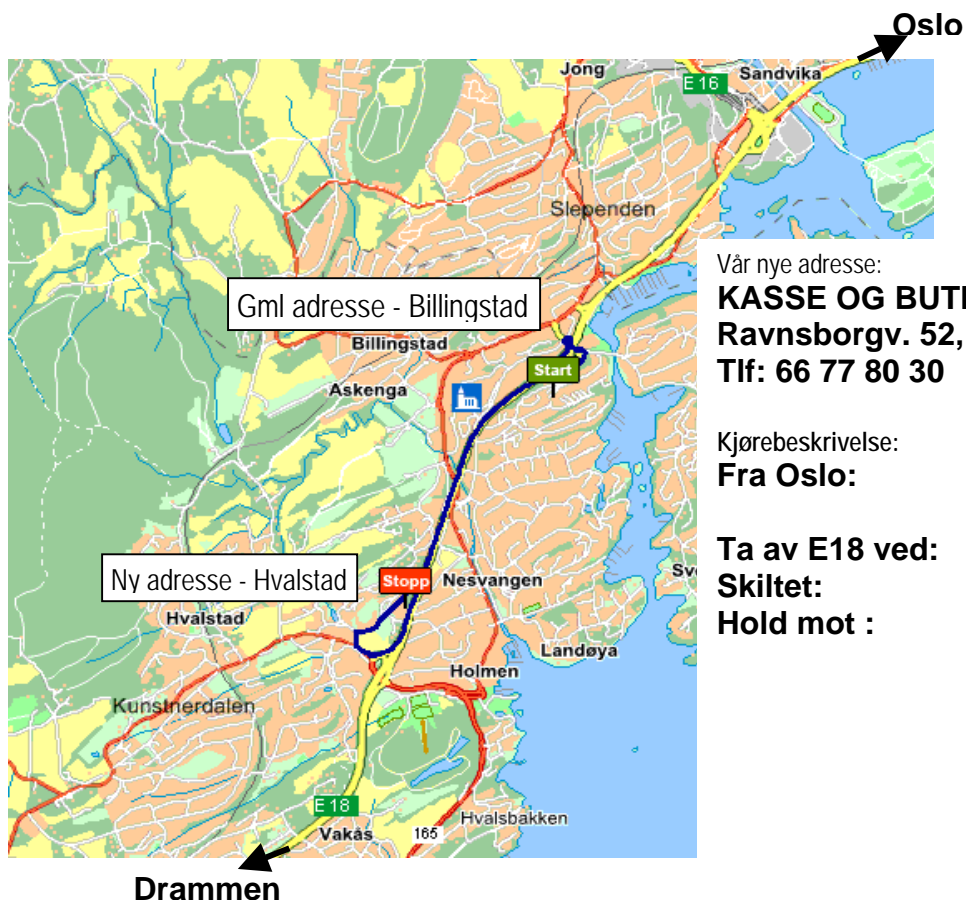 Oslo
Jong
Sandvika
E 16
Slependen
Vår nye adresse:
KASSE OG
Ravnsborgv. 52,
Tlf: 66 77 80 30
Gml adresse - Billingstad
Billingstad
Start
Askenga
Kjørebeskrivelse:
Fra Oslo:
Ta av E18 ved:
Skiltet:
Hold mot :
Ny adresse - Hvalstad
Stopp
Nesvangen
Hvalstad
Landøya
Holmen
Kunstnerdalen
E 18
Vakås
165
Hvalsbakken
Drammen